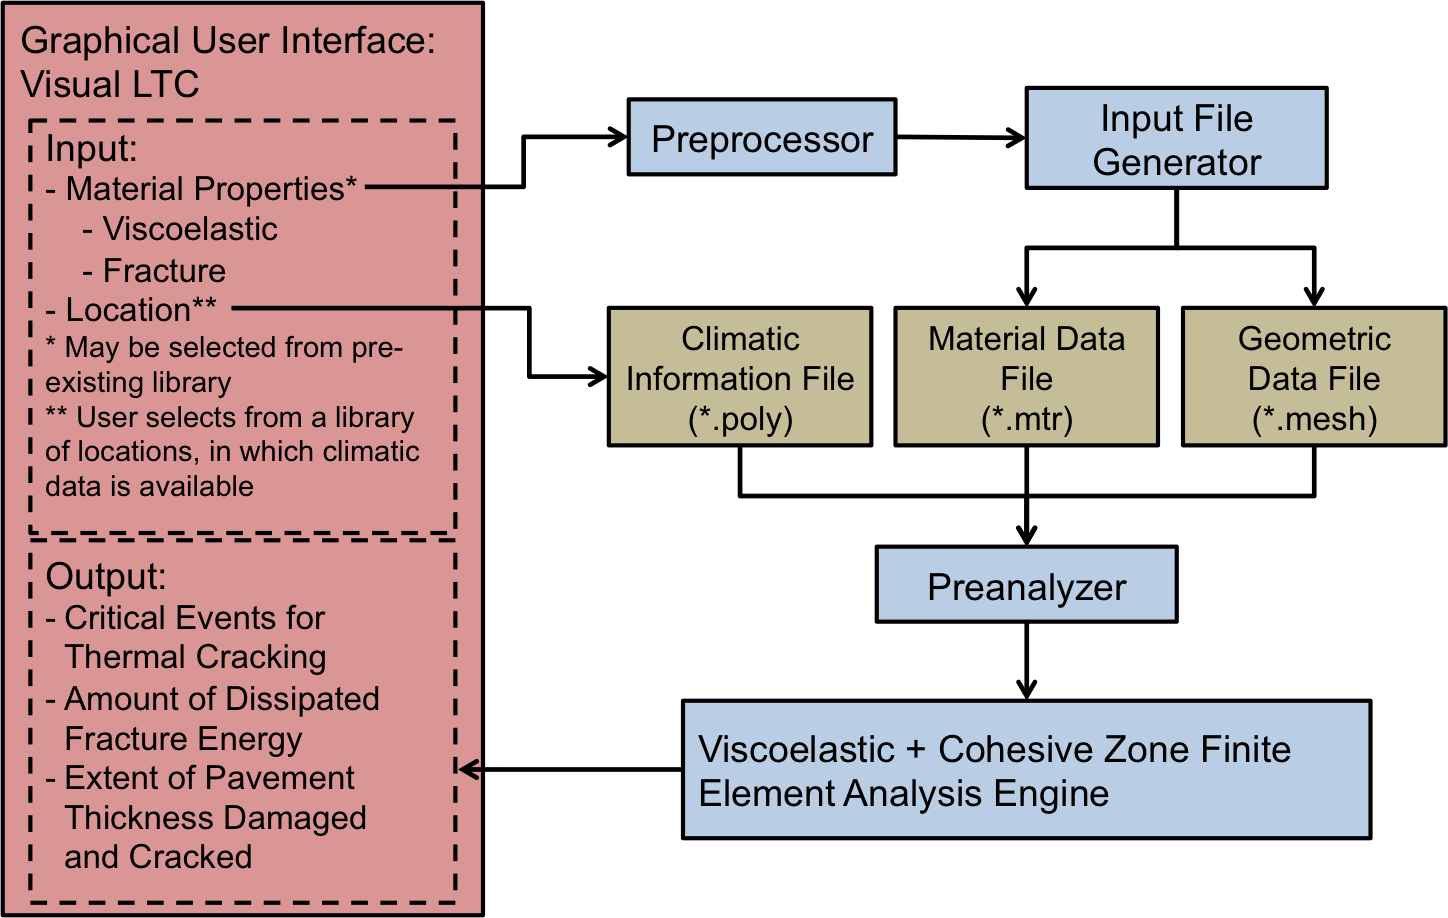 Graphical User Interface:
Visual LTC
Input:
- Material Properties*
- Viscoelastic
- Fracture
- Location**
* May be selected from pre-
existing library
** User selects from a library
of locations, in which climatic
data is available
Output:
- Critical Events for
Thermal Cracking
- Amount of Dissipated
Fracture Energy
- Extent of Pavement
Thickness Damaged
and Cracked
Preprocessor
Input File
Generator
Climatic
Information File
(*.poly)
Material Data
File
(*.mtr)
Geometric
Data File
(*.mesh)
Preanalyzer
Viscoelastic + Cohesive Zone Finite
Element Analysis Engine